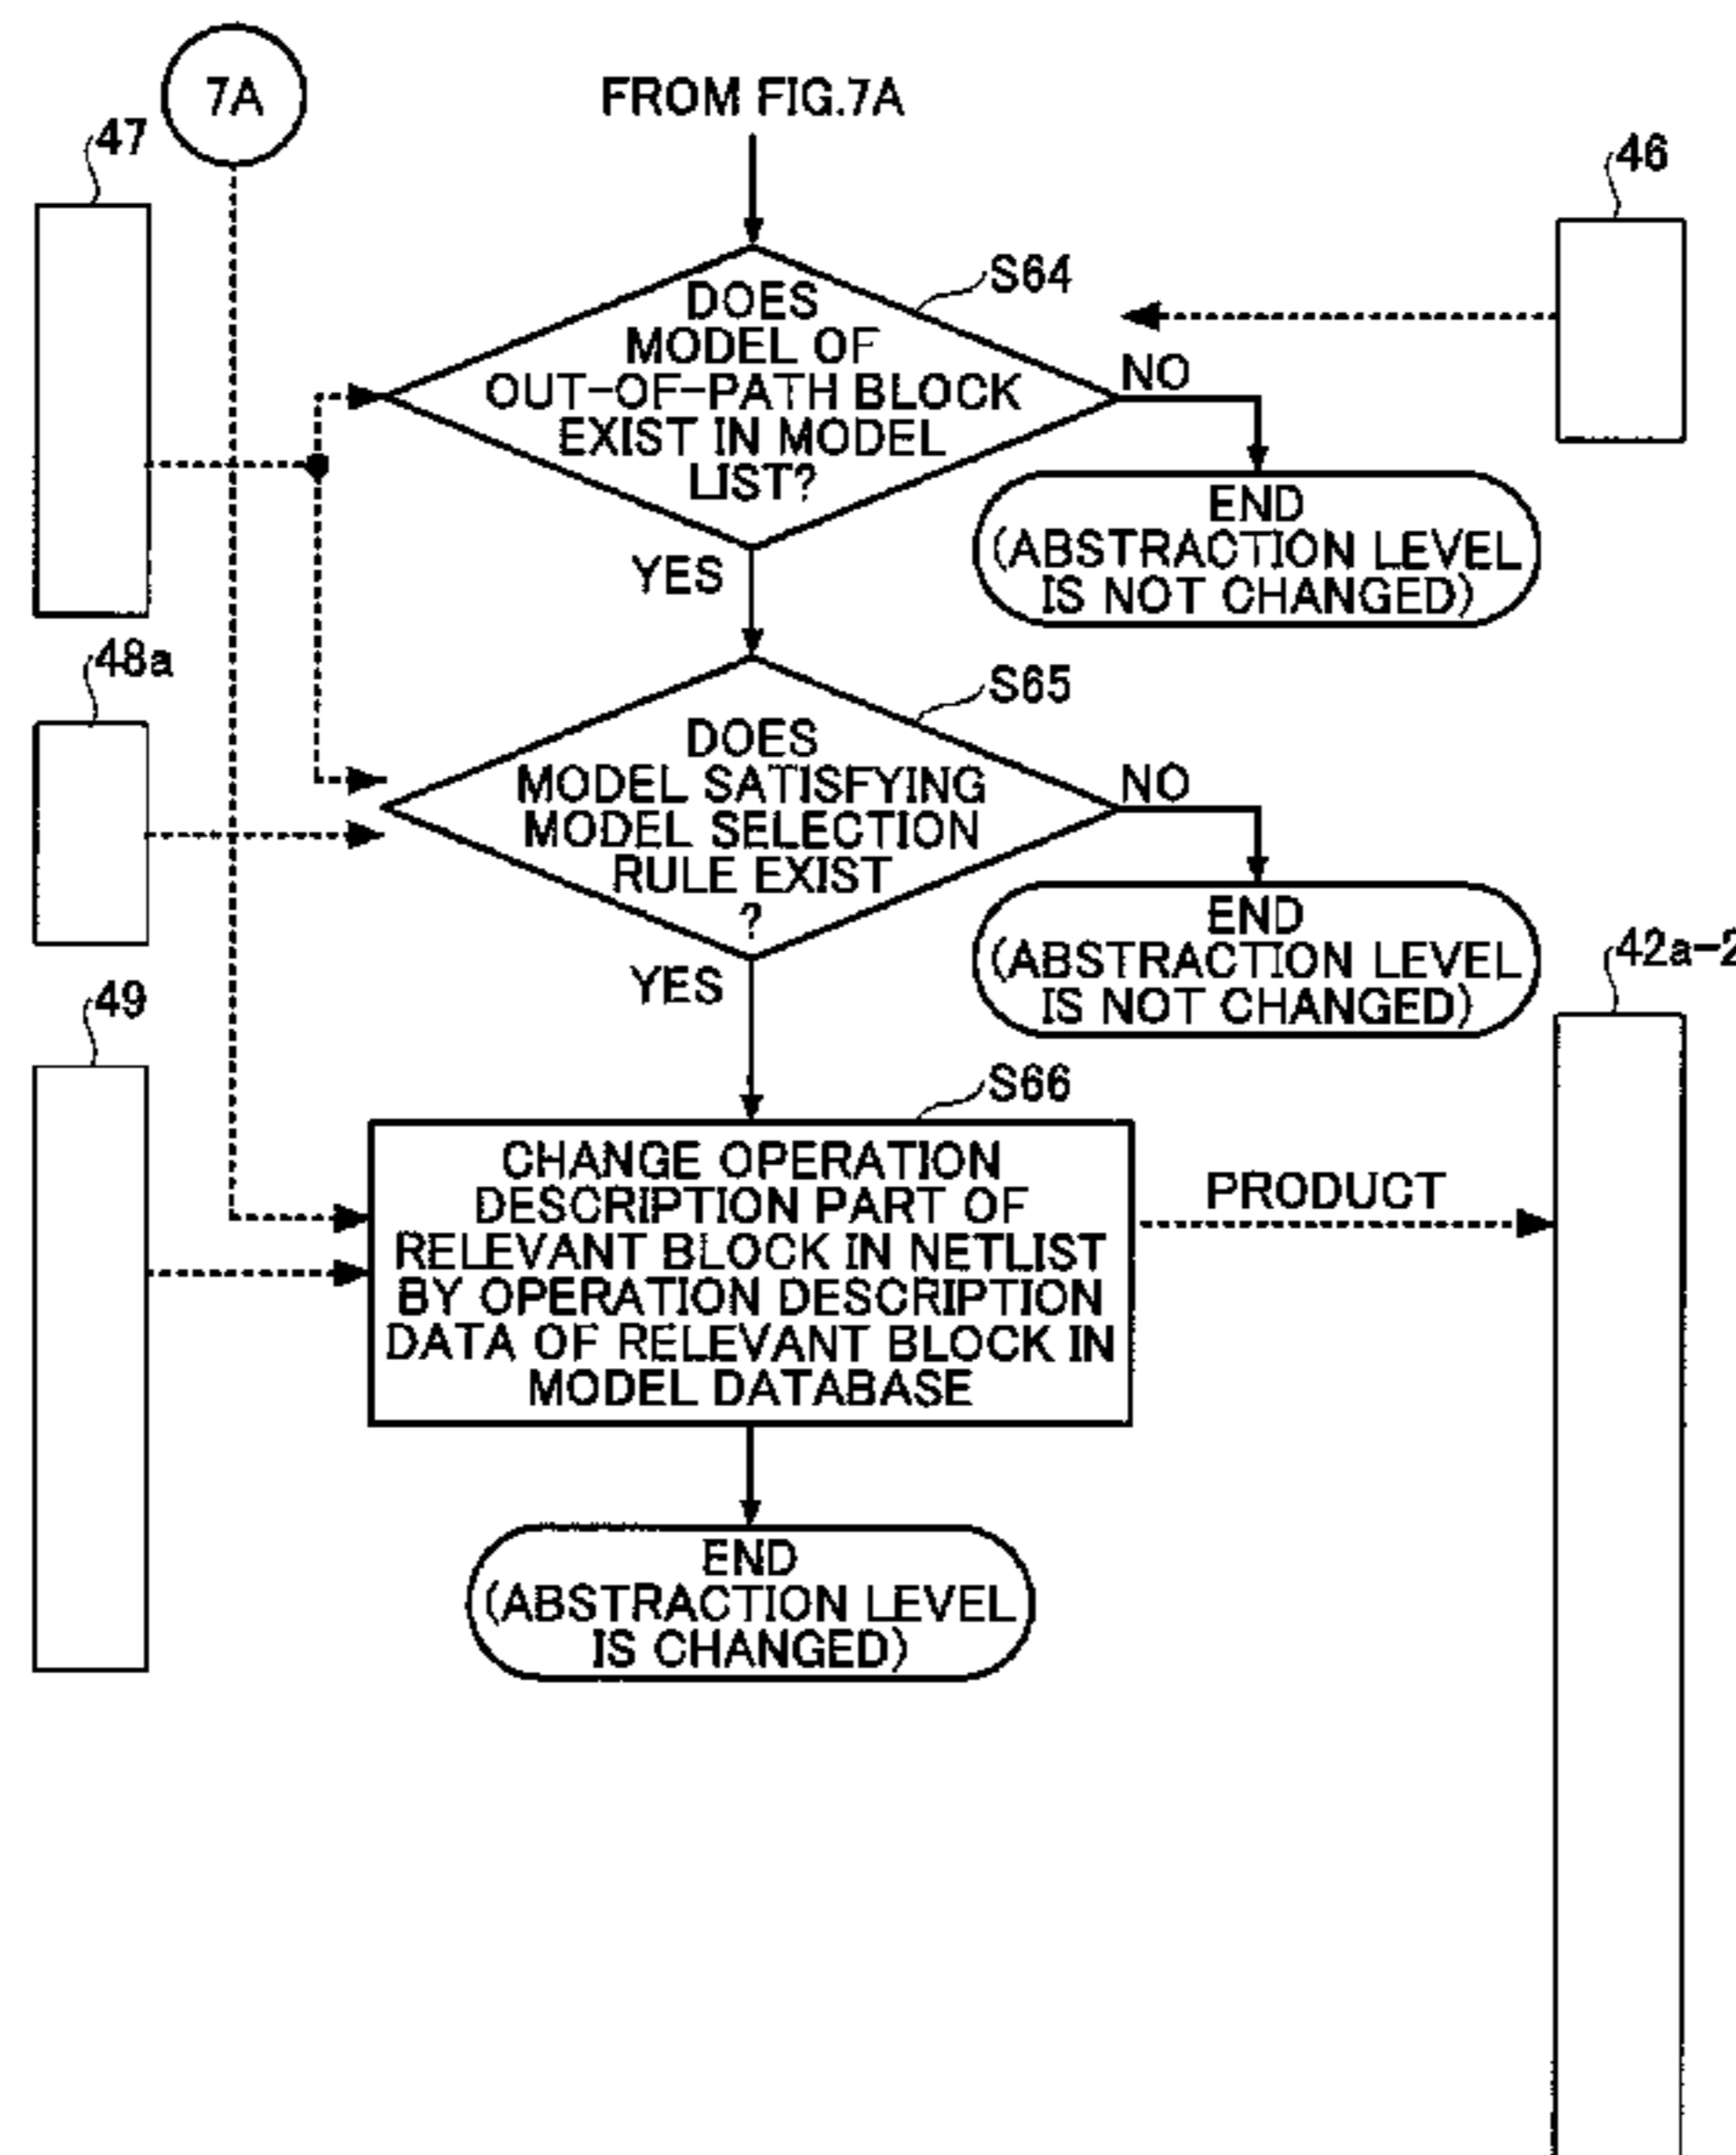 7A
FROM FIG.7A
47
46
S64
DOES
MODEL OF
OUT-OF-PATH BLOCK
EXIST IN MODEL
LIST?
NO
END
(ABSTRACTION LEVEL
IS NOT CHANGED)
YES
48a
S65
DOES
MODEL SATISFYING
MODEL SELECTION
RULE EXIST
?
NO
END
(ABSTRACTION LEVEL
IS NOT CHANGED)
YES
42a-2
49
S66
CHANGE OPERATION
DESCRIPTION PART OF
RELEVANT BLOCK IN NETLIST
BY OPERATION DESCRIPTION
DATA OF RELEVANT BLOCK IN
MODEL DATABASE
PRODUCT
END
(ABSTRACTION LEVEL
IS CHANGED)